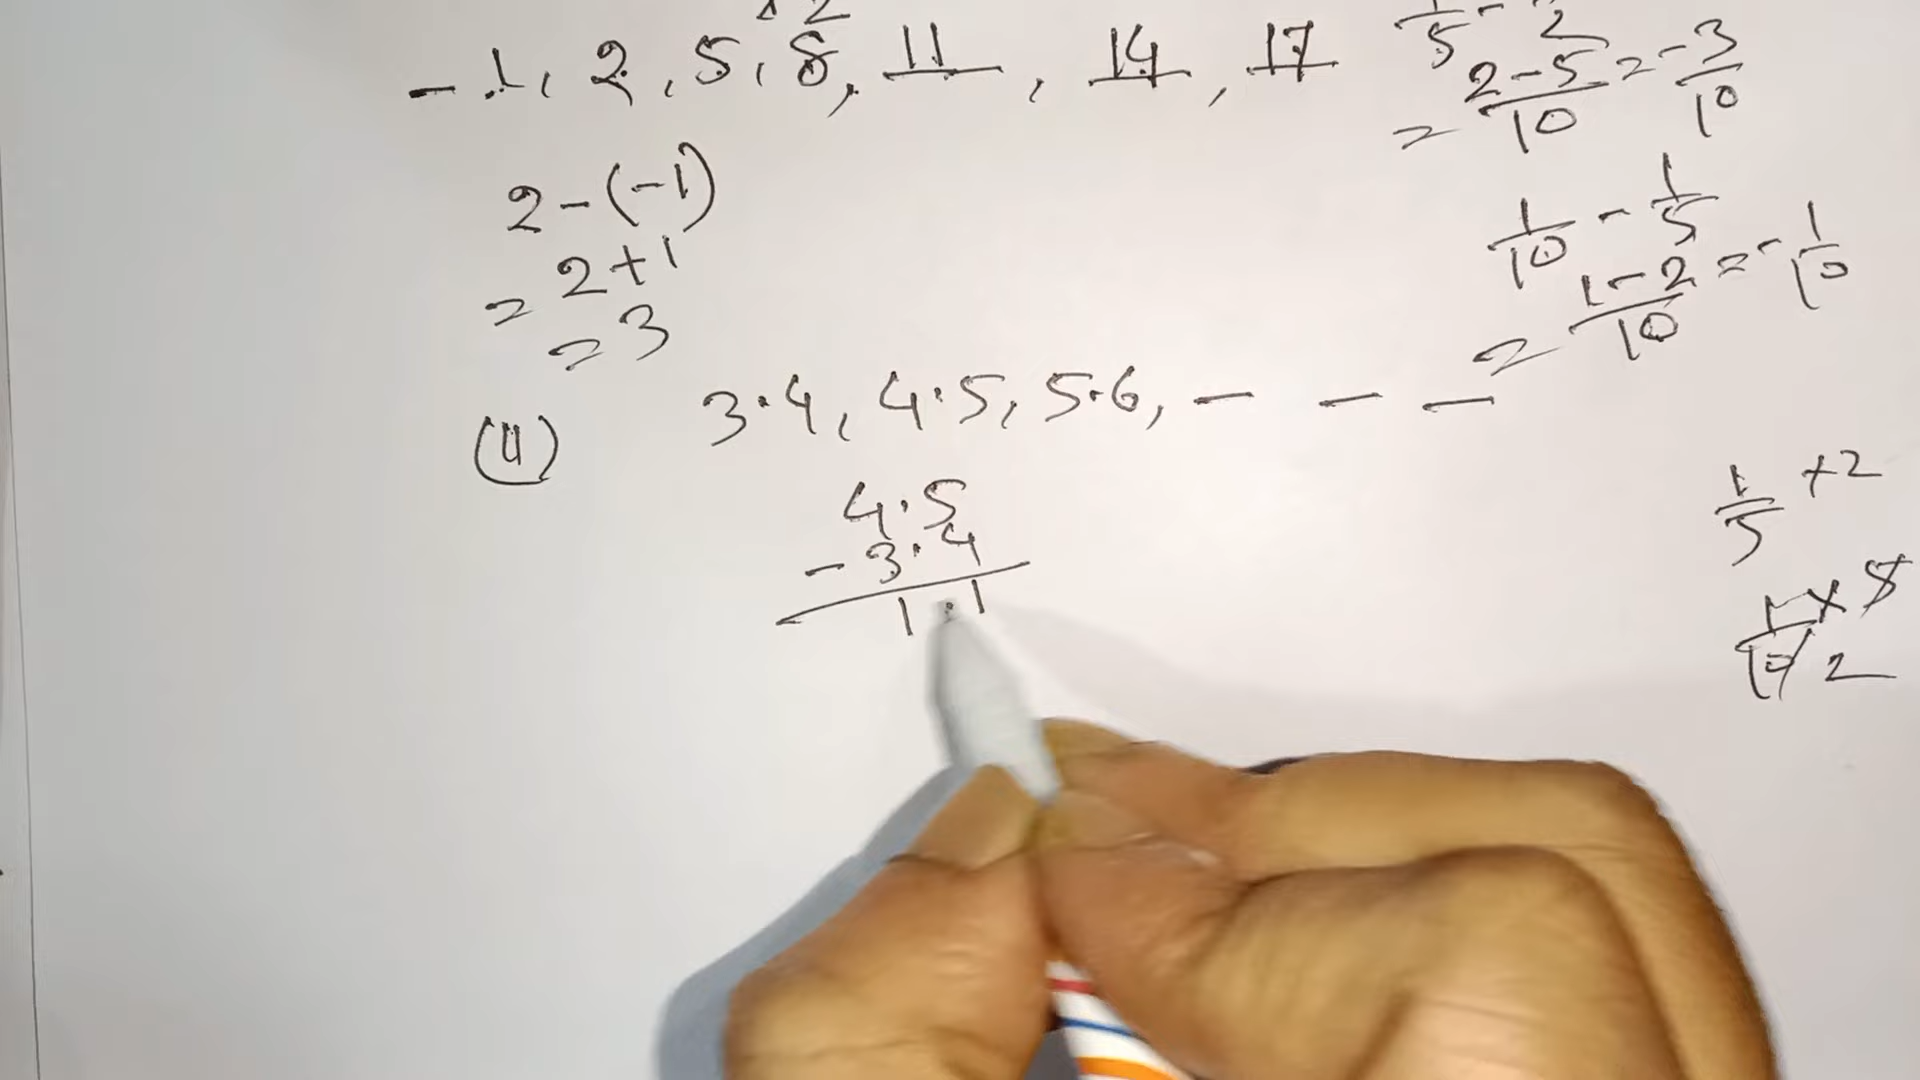 -1, 2, 5, 8, 11, 14, 17
2-(-1)
= 2+1
= 3
= 2-5/10 = -3/10
1/10 - 1/5
= 1-2/10 = -1/10
(11) 3.4, 4.5, 5.6, _ _ _
4.5
- 3.4
1.1
1/5 ×2